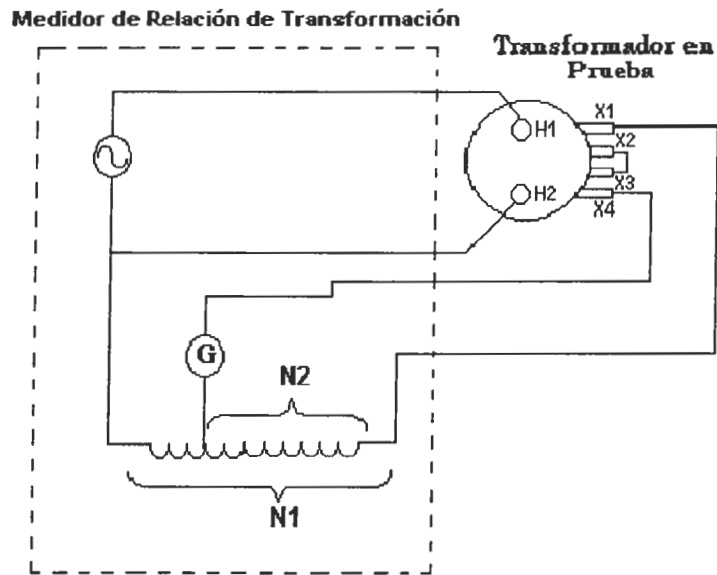 Medidor de Relación de Transformación
Transformador en
Prueba
X1
H1
X2
X3
H2
X4
G
N2
N1